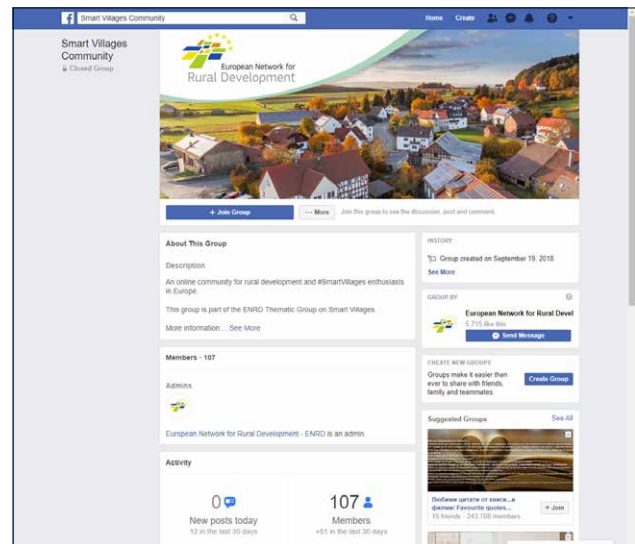 Smart Villages Community
Home Create
Smart Villages
Community
Closed Group
European Network for
Rural Development
+ Join Group
··· More
Join this group to see the discussion, post and comment.
About This Group
Description
An online community for rural development and #SmartVillages enthusiasts
in Europe.
This group is part of the ENRD Thematic Group on Smart Villages.
More information:... See More
Members · 107
Admins
European Network for Rural Development - ENRD is an admin.
Activity
0
New posts today
12 in the last 30 days
107
Members
+51 in the last 30 days
HISTORY
Group created on September 19, 2018
See More
GROUP BY
European Network for Rural Devel
5,715 like this
Send Message
CREATE NEW GROUPS
Groups make it easier than
ever to share with friends,
family and teammates.
Create Group
Suggested Groups
See All
Любими цитати от книги...и
филми/ Favourite quotes...
15 friends · 243,708 members
+ Join